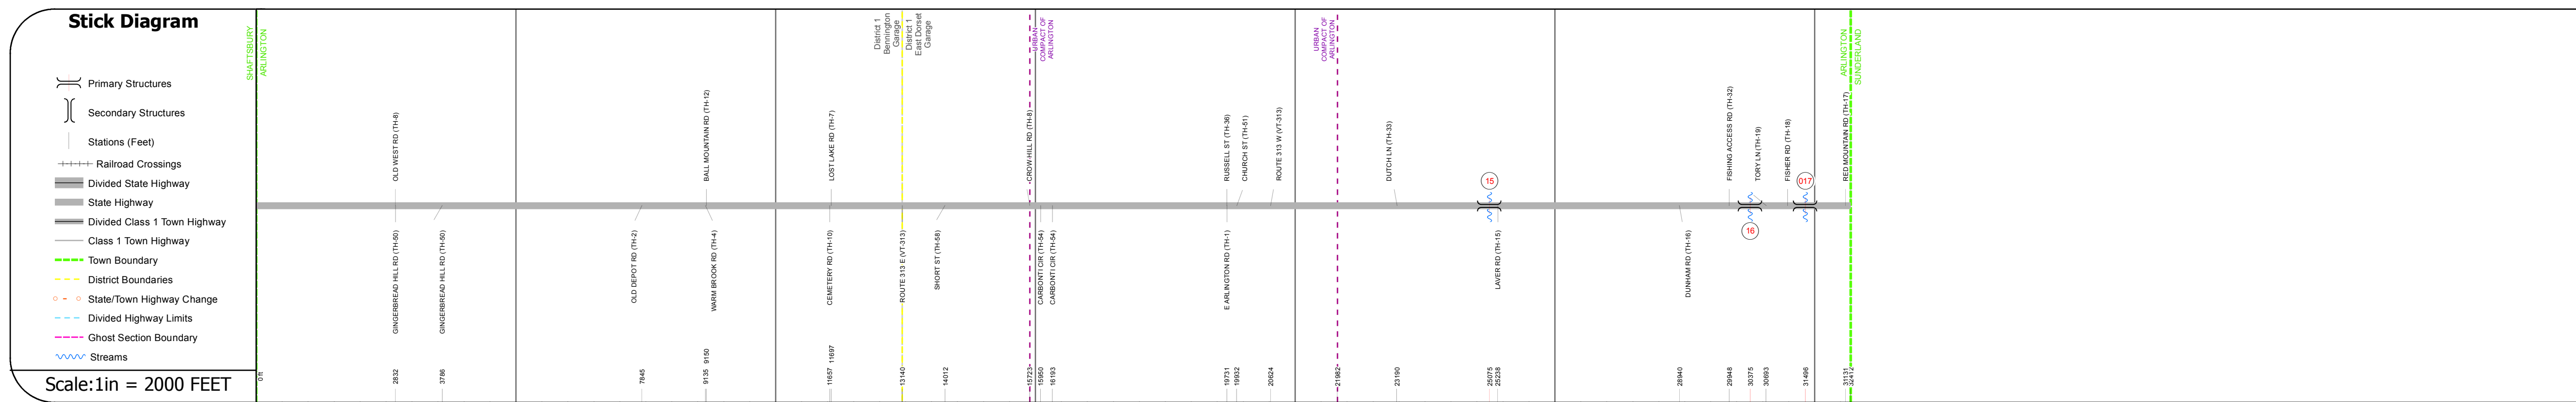 Stick Diagram
Primary Structures
Secondary Structures
Stations (Feet)
Railroad Crossings
Divided State Highway
State Highway
Divided Class 1 Town Highway
Class 1 Town Highway
Town Boundary
District Boundaries
State/Town Highway Change
Divided Highway Limits
Ghost Section Boundary
Streams
Scale:1in = 2000 FEET
SHAFTSBURY
ARLINGTON
District 1
Bennington
Garage
District 1
East Dorset
Garage
URBAN
COMPACT OF
ARLINGTON
URBAN
COMPACT OF
ARLINGTON
ARLINGTON
SUNDERLAND
OLD WEST RD (TH-8)
BALL MOUNTAIN RD (TH-12)
LOST LAKE RD (TH-7)
CROW-HILL RD (TH-8)
RUSSELL ST (TH-36)
CHURCH ST (TH-51)
ROUTE 313 W (VT-313)
DUTCH LN (TH-33)
FISHING ACCESS RD (TH-32)
TORY LN (TH-19)
FISHER RD (TH-18)
RED MOUNTAIN RD (TH-17)
15
017
16
GINGERBREAD HILL RD (TH-50)
GINGERBREAD HILL RD (TH-50)
OLD DEPOT RD (TH-2)
WARM BROOK RD (TH-4)
CEMETERY RD (TH-10)
ROUTE 313 E (VT-313)
SHORT ST (TH-58)
CARBONTI CIR (TH-54)
CARBONTI CIR (TH-54)
E ARLINGTON RD (TH-1)
LAVER RD (TH-15)
DUNHAM RD (TH-16)
0 ft
2832
3786
7845
9135
9150
11657
11697
13140
14012
15723
15950
16193
19731
19932
20624
21982
23190
25075
25238
28940
29948
30375
30693
31496
32412